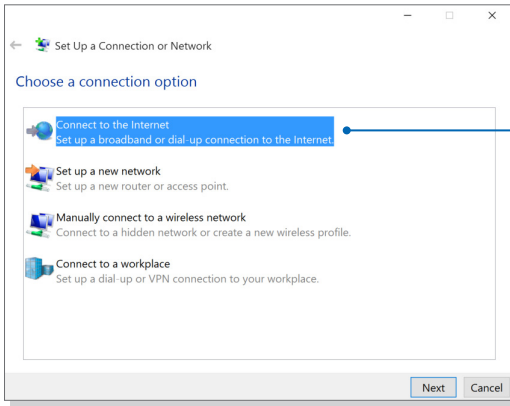 Set Up a Connection or Network
Choose a connection option
Connect to the Internet
Set up a broadband or dial-up connection to the Internet.
Set up a new network
Set up a new router or access point.
Manually connect to a wireless network
Connect to a hidden network or create a new wireless profile.
Connect to a workplace
Set up a dial-up or VPN connection to your workplace.
Next Cancel